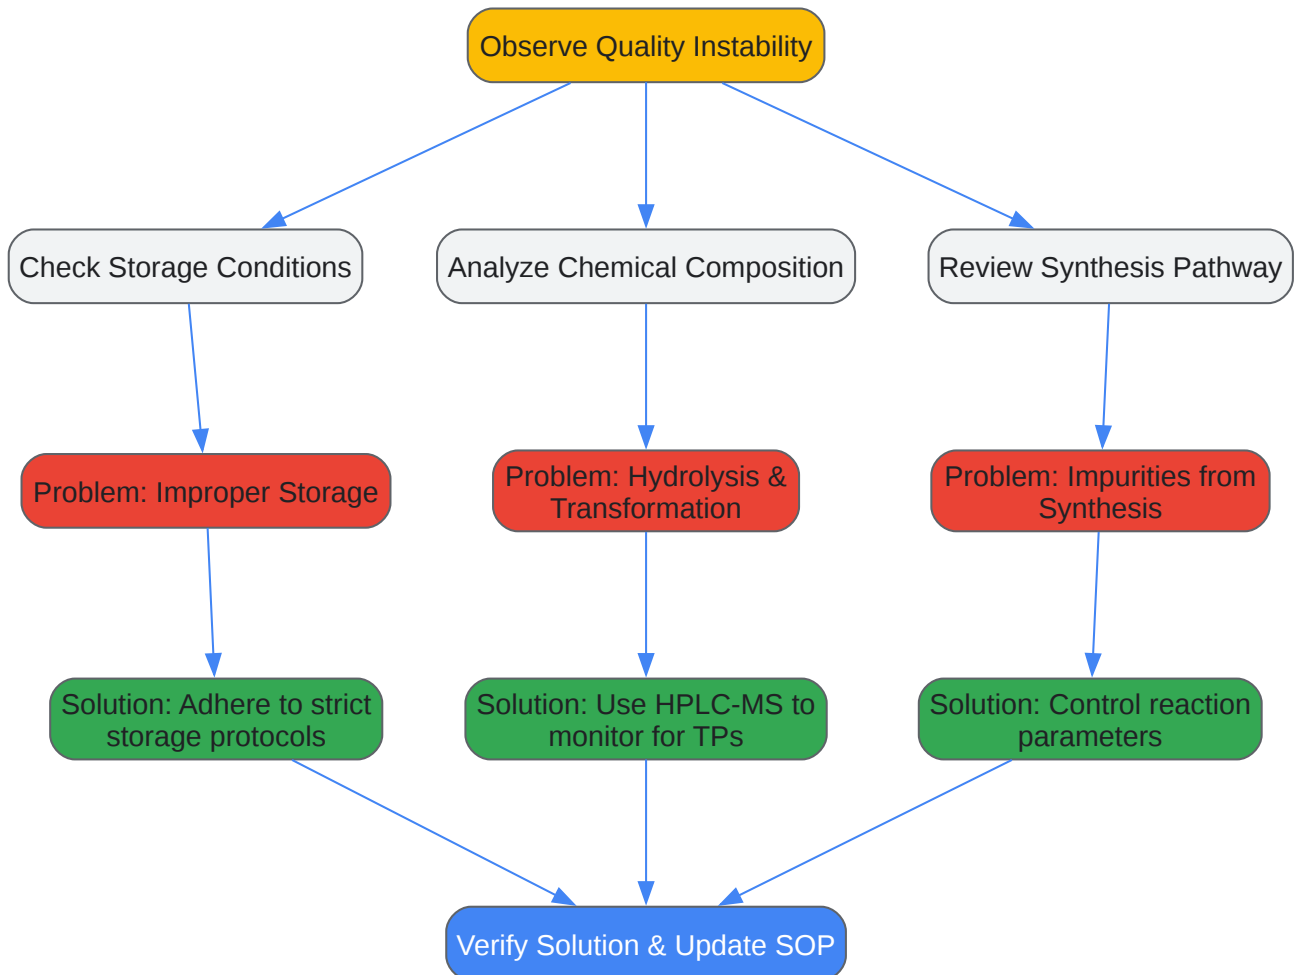 Observe Quality Instability
Check Storage Conditions
Analyze Chemical Composition
Review Synthesis Pathway
Problem: Improper Storage
Problem: Hydrolysis &
Transformation
Problem: Impurities from
Synthesis
Solution: Adhere to strict
storage protocols
Solution: Use HPLC-MS to
monitor for TPs
Solution: Control reaction
parameters
Verify Solution & Update SOP